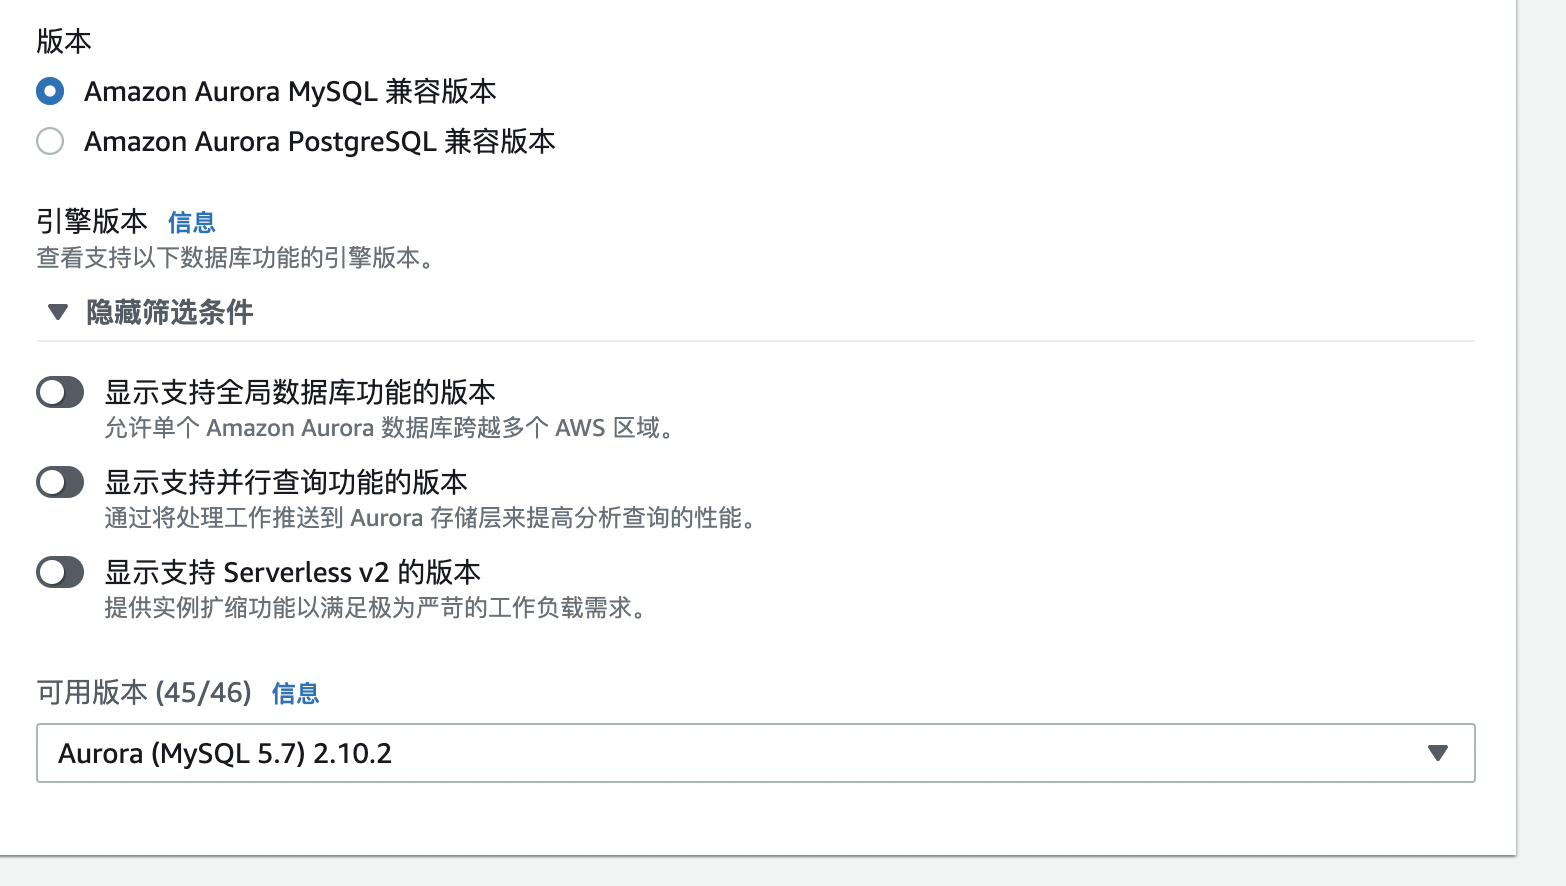 版本
Amazon Aurora MySQL 兼容版本
Amazon Aurora PostgreSQL 兼容版本
引擎版本 信息
查看支持以下数据库功能的引擎版本。
隐藏筛选条件
显示支持全局数据库功能的版本
允许单个 Amazon Aurora 数据库跨越多个 AWS 区域。
显示支持并行查询功能的版本
通过将处理工作推送到 Aurora 存储层来提高分析查询的性能。
显示支持 Serverless v2 的版本
提供实例扩缩功能以满足极为严苛的工作负载需求。
可用版本 (45/46) 信息
Aurora (MySQL 5.7) 2.10.2